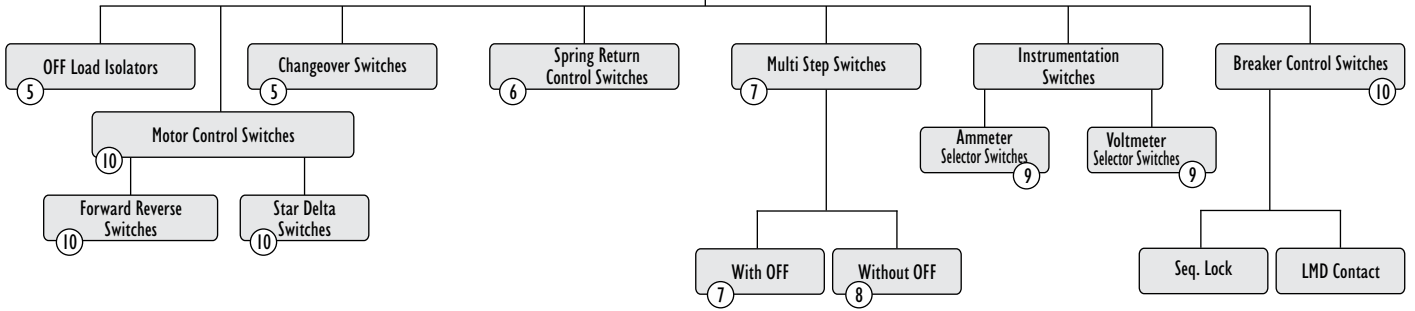 OFF Load Isolators
5
Changeover Switches
5
Spring Return
Control Switches
6
Multi Step Switches
7
Instrumentation
Switches
Breaker Control Switches
10
Motor Control Switches
10
Ammeter
Selector Switches
9
Voltmeter
Selector Switches
9
Forward Reverse
Switches
10
Star Delta
Switches
10
With OFF
7
Without OFF
8
Seq. Lock
LMD Contact